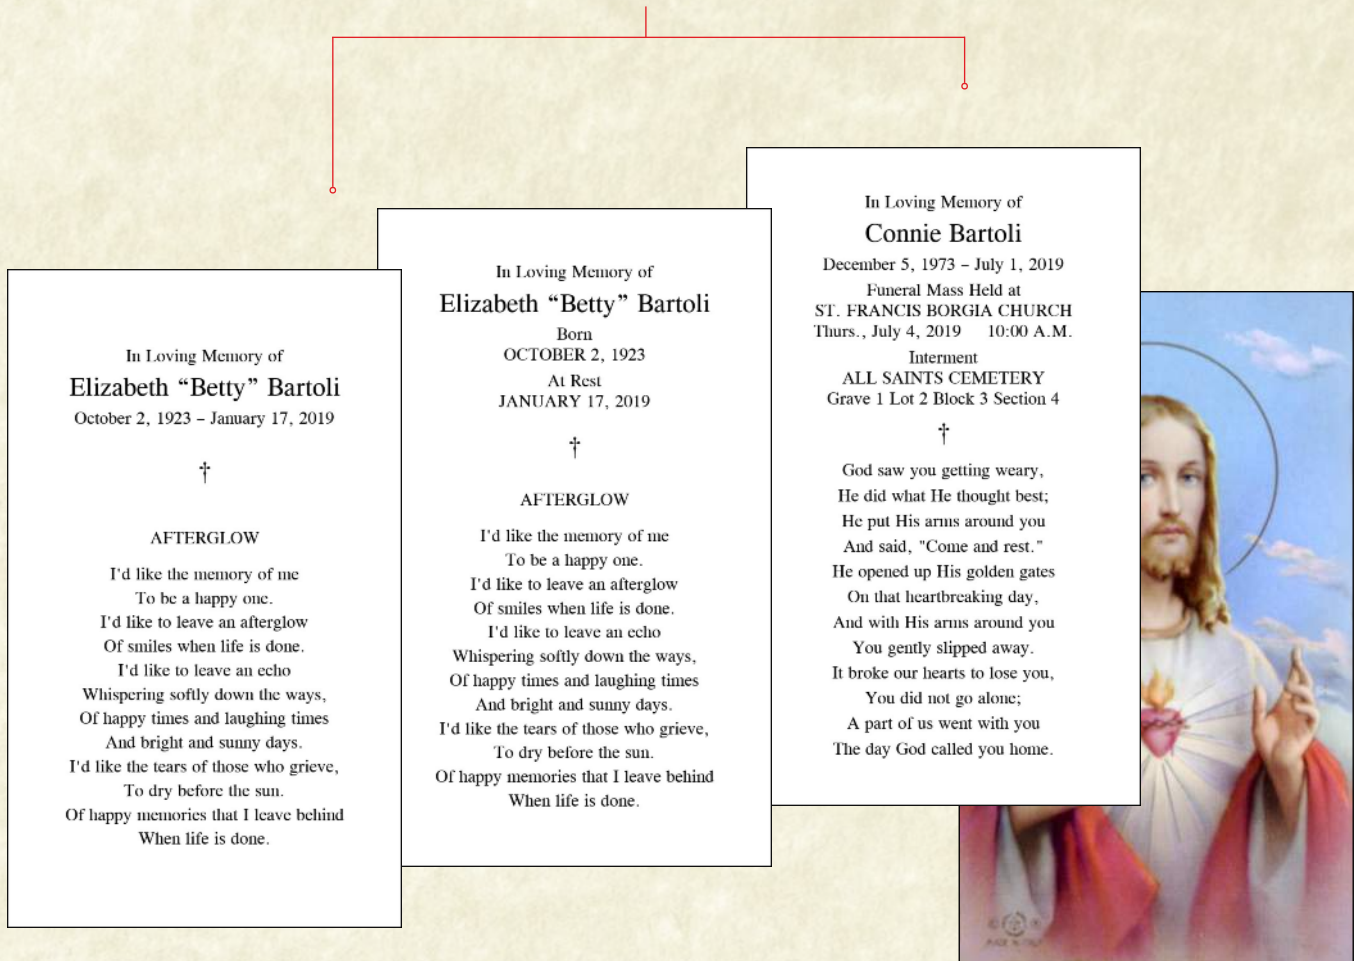 In Loving Memory of
Elizabeth “Betty” Bartoli
October 2, 1923 – January 17, 2019
†
AFTERGLOW
I'd like the memory of me
To be a happy one.
I'd like to leave an afterglow
Of smiles when life is done.
I'd like to leave an echo
Whispering softly down the ways,
Of happy times and laughing times
And bright and sunny days.
I'd like the tears of those who grieve,
To dry before the sun.
Of happy memories that I leave behind
When life is done.
In Loving Memory of
Elizabeth “Betty” Bartoli
Born
OCTOBER 2, 1923
At Rest
JANUARY 17, 2019
†
AFTERGLOW
I'd like the memory of me
To be a happy one.
I'd like to leave an afterglow
Of smiles when life is done.
I'd like to leave an echo
Whispering softly down the ways,
Of happy times and laughing times
And bright and sunny days.
I'd like the tears of those who grieve,
To dry before the sun.
Of happy memories that I leave behind
When life is done.
In Loving Memory of
Connie Bartoli
December 5, 1973 – July 1, 2019
Funeral Mass Held at
ST. FRANCIS BORGIA CHURCH
Thurs., July 4, 2019 10:00 A.M.
Interment
ALL SAINTS CEMETERY
Grave 1 Lot 2 Block 3 Section 4
†
God saw you getting weary,
He did what He thought best;
He put His arms around you
And said, "Come and rest."
He opened up His golden gates
On that heartbreaking day,
And with His arms around you
You gently slipped away.
It broke our hearts to lose you,
You did not go alone;
A part of us went with you
The day God called you home.